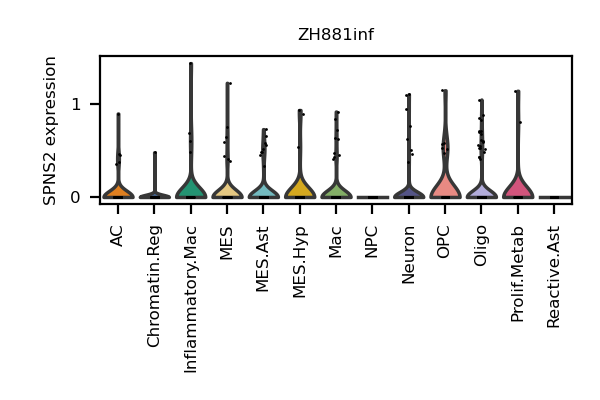 ZH881inf
SPNS2 expression
1
0
AC
Chromatin.Reg
Inflammatory.Mac
MES
MES.Ast
MES.Hyp
Mac
NPC
Neuron
OPC
Oligo
Prolif.Metab
Reactive.Ast